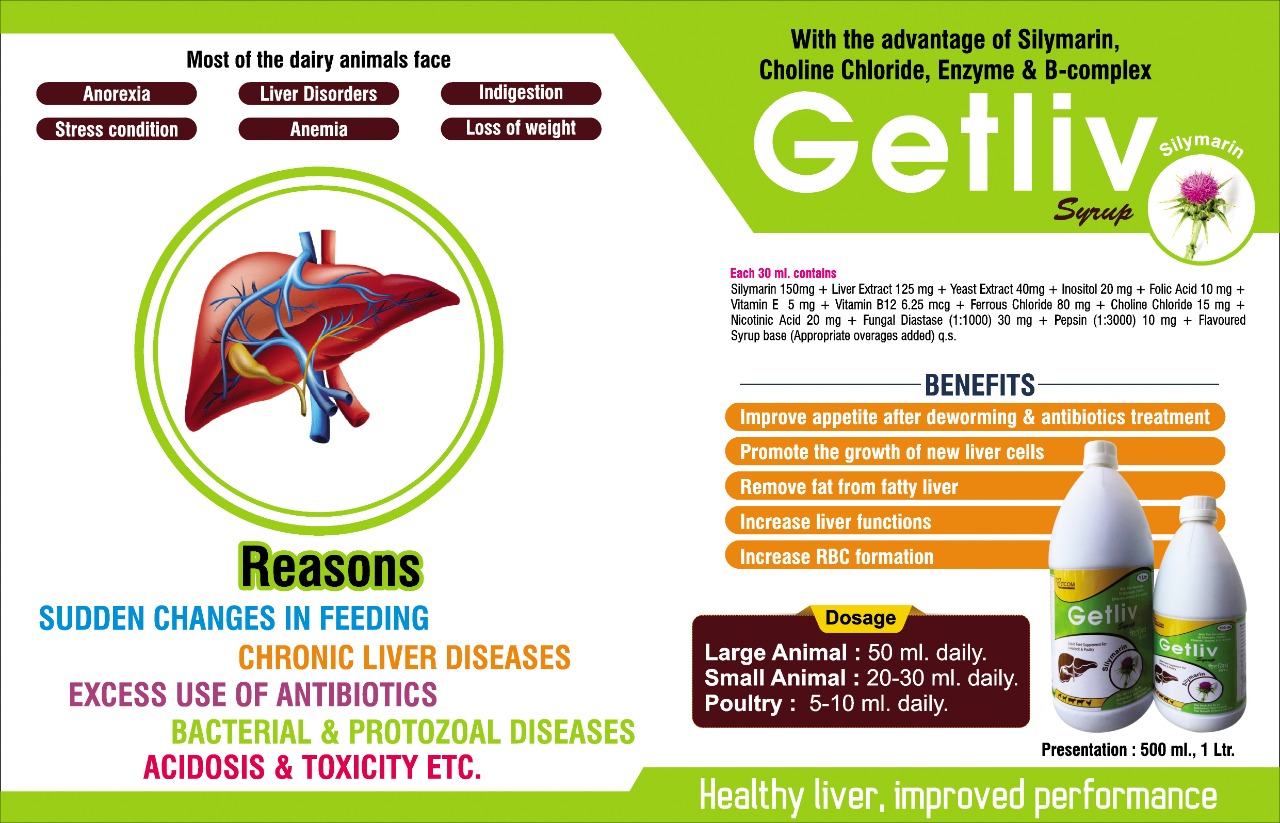 Most of the dairy animals face
Anorexia
Liver Disorders
Indigestion
Stress condition
Anemia
Loss of weight
Reasons
SUDDEN CHANGES IN FEEDING
CHRONIC LIVER DISEASES
EXCESS USE OF ANTIBIOTICS
BACTERIAL & PROTOZOAL DISEASES
ACIDOSIS & TOXICITY ETC.
With the advantage of Silymarin,
Choline Chloride, Enzyme & B-complex
Getliv
Syrup
Silymarin
Each 30 ml. contains
Silymarin 150mg + Liver Extract 125 mg + Yeast Extract 40mg + Inositol 20 mg + Folic Acid 10 mg +
Vitamin E 5 mg + Vitamin B12 6.25 mcg + Ferrous Chloride 80 mg + Choline Chloride 15 mg +
Nicotinic Acid 20 mg + Fungal Diastase (1:1000) 30 mg + Pepsin (1:3000) 10 mg + Flavoured
Syrup base (Appropriate overages added) q.s.
BENEFITS
Improve appetite after deworming & antibiotics treatment
Promote the growth of new liver cells
Remove fat from fatty liver
Increase liver functions
Increase RBC formation
Dosage
Large Animal : 50 ml. daily.
Small Animal : 20-30 ml. daily.
Poultry : 5-10 ml. daily.
Getliv
Silymarin
Getliv
Syrup
Silymarin
Presentation : 500 ml., 1 Ltr.
Healthy liver, improved performance